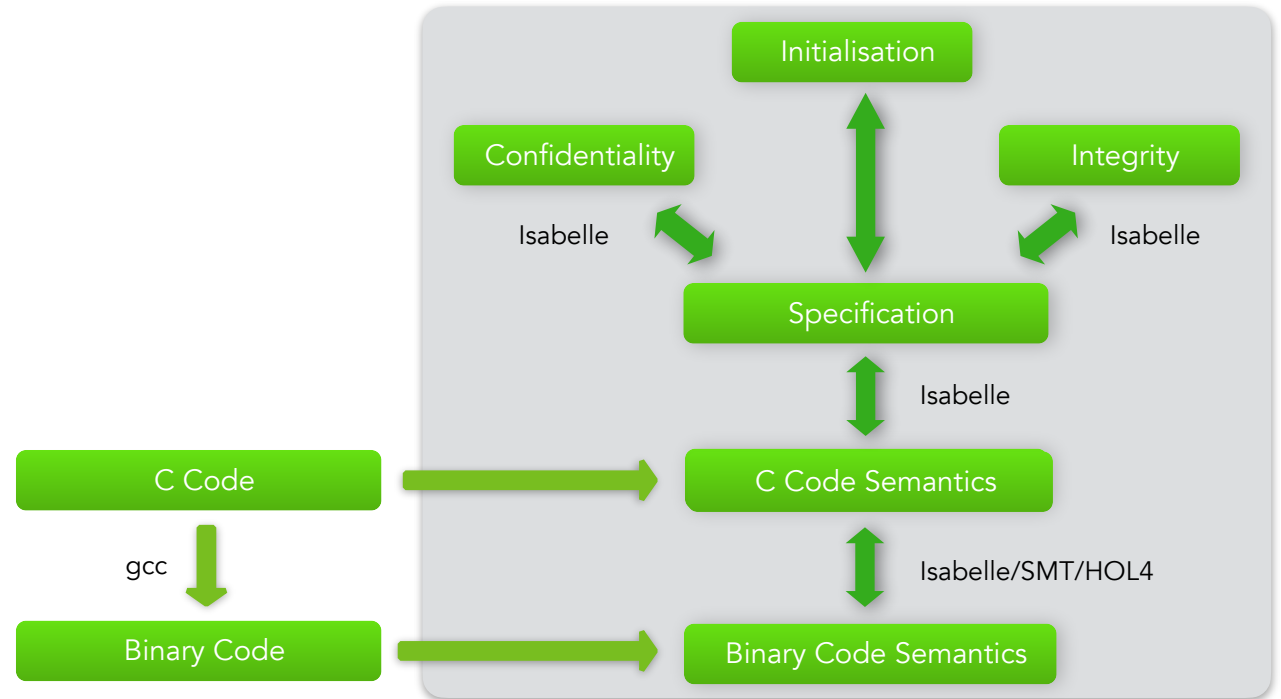 Initialisation
Confidentiality
Integrity
Isabelle
Isabelle
Specification
Isabelle
C Code
C Code Semantics
gcc
Isabelle/SMT/HOL4
Binary Code
Binary Code Semantics